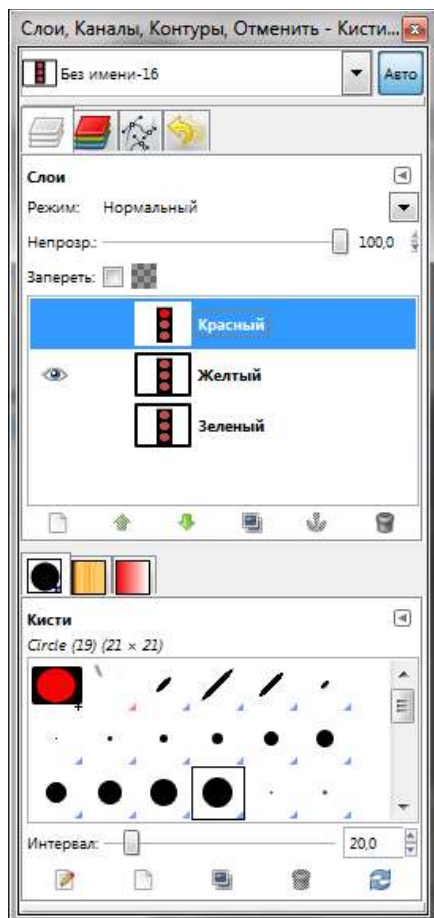 Слои, Каналы, Контуры, Отменить - Кисти...
Без имени-16
Авто
Слои
Режим: Нормальный
Непрозр.: 100,0
Запереть:
Красный
Желтый
Зеленый
Кисти
Circle (19) (21 × 21)
Интервал: 20,0